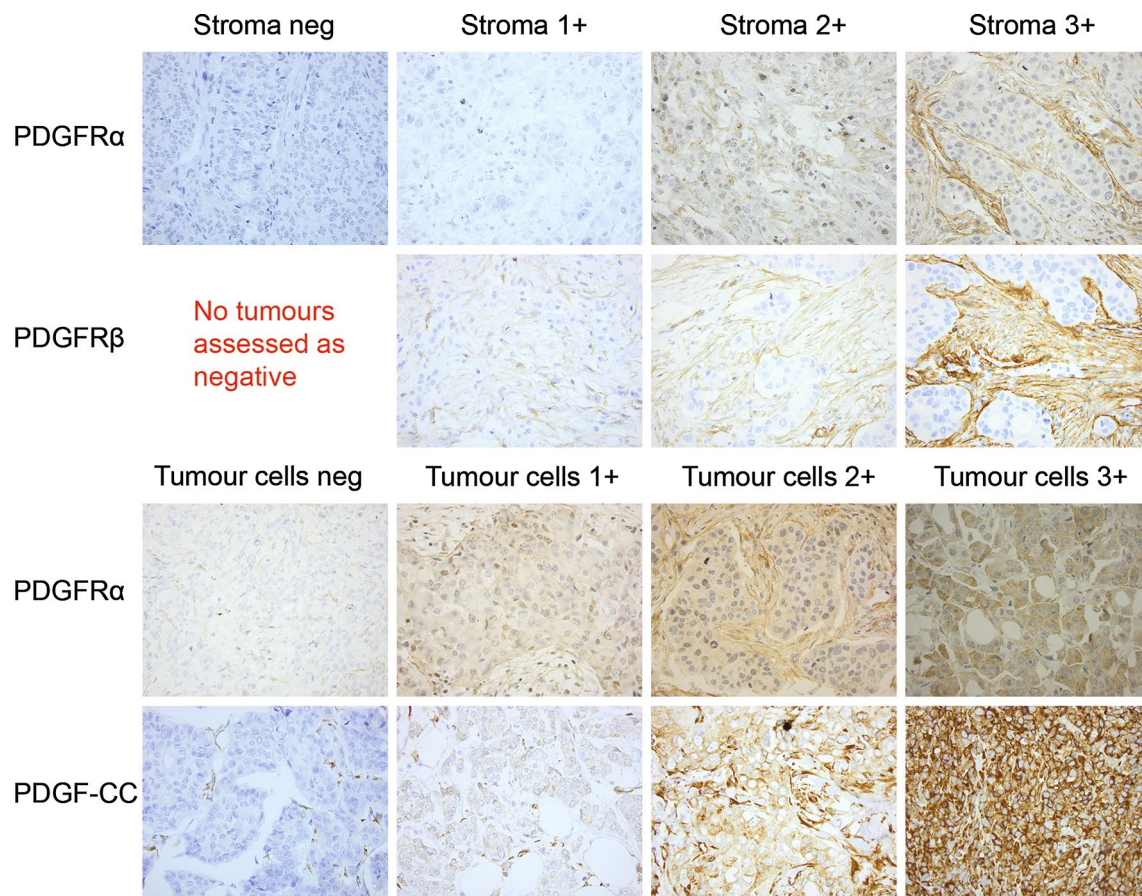 Stroma neg Stroma 1+ Stroma 2+ Stroma 3+
PDGFRα
PDGFRβ
No tumours
assessed as
negative
Tumour cells neg Tumour cells 1+ Tumour cells 2+ Tumour cells 3+
PDGFRα
PDGF-CC